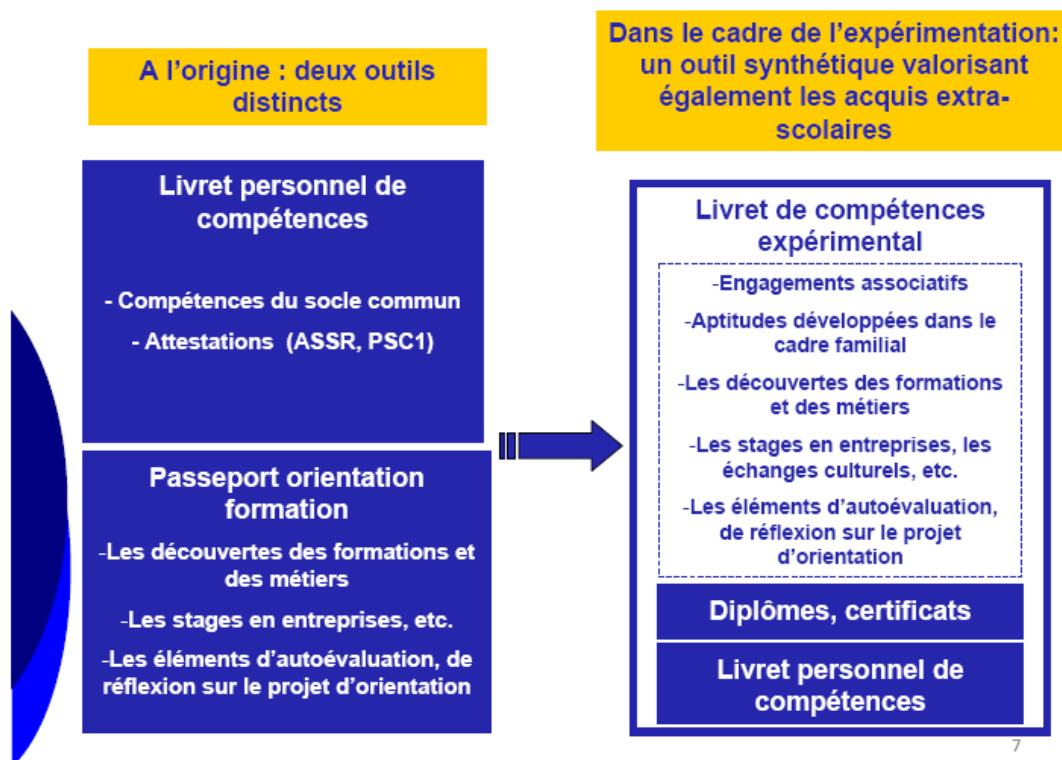 A l'origine : deux outils
distincts
Livret personnel de
compétences
- Compétences du socle commun
- Attestations (ASSR, PSC1)
Passeport orientation
formation
-Les découvertes des formations et
des métiers
-Les stages en entreprises, etc.
-Les éléments d'autoévaluation, de
réflexion sur le projet d'orientation
Dans le cadre de l'expérimentation:
un outil synthétique valorisant
également les acquis extra-
scolaires
Livret de compétences
expérimental
-Engagements associatifs
-Aptitudes développées dans le
cadre familial
-Les découvertes des formations
et des métiers
-Les stages en entreprises, les
échanges culturels, etc.
-Les éléments d'autoévaluation,
de réflexion sur le projet
d'orientation
Diplômes, certificats
Livret personnel de
compétences
7